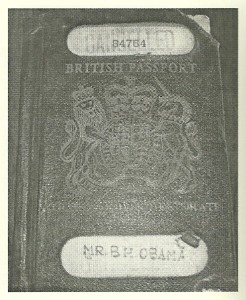 CANCELLED
84764
BRITISH PASSPORT
MR. B H OBAMA